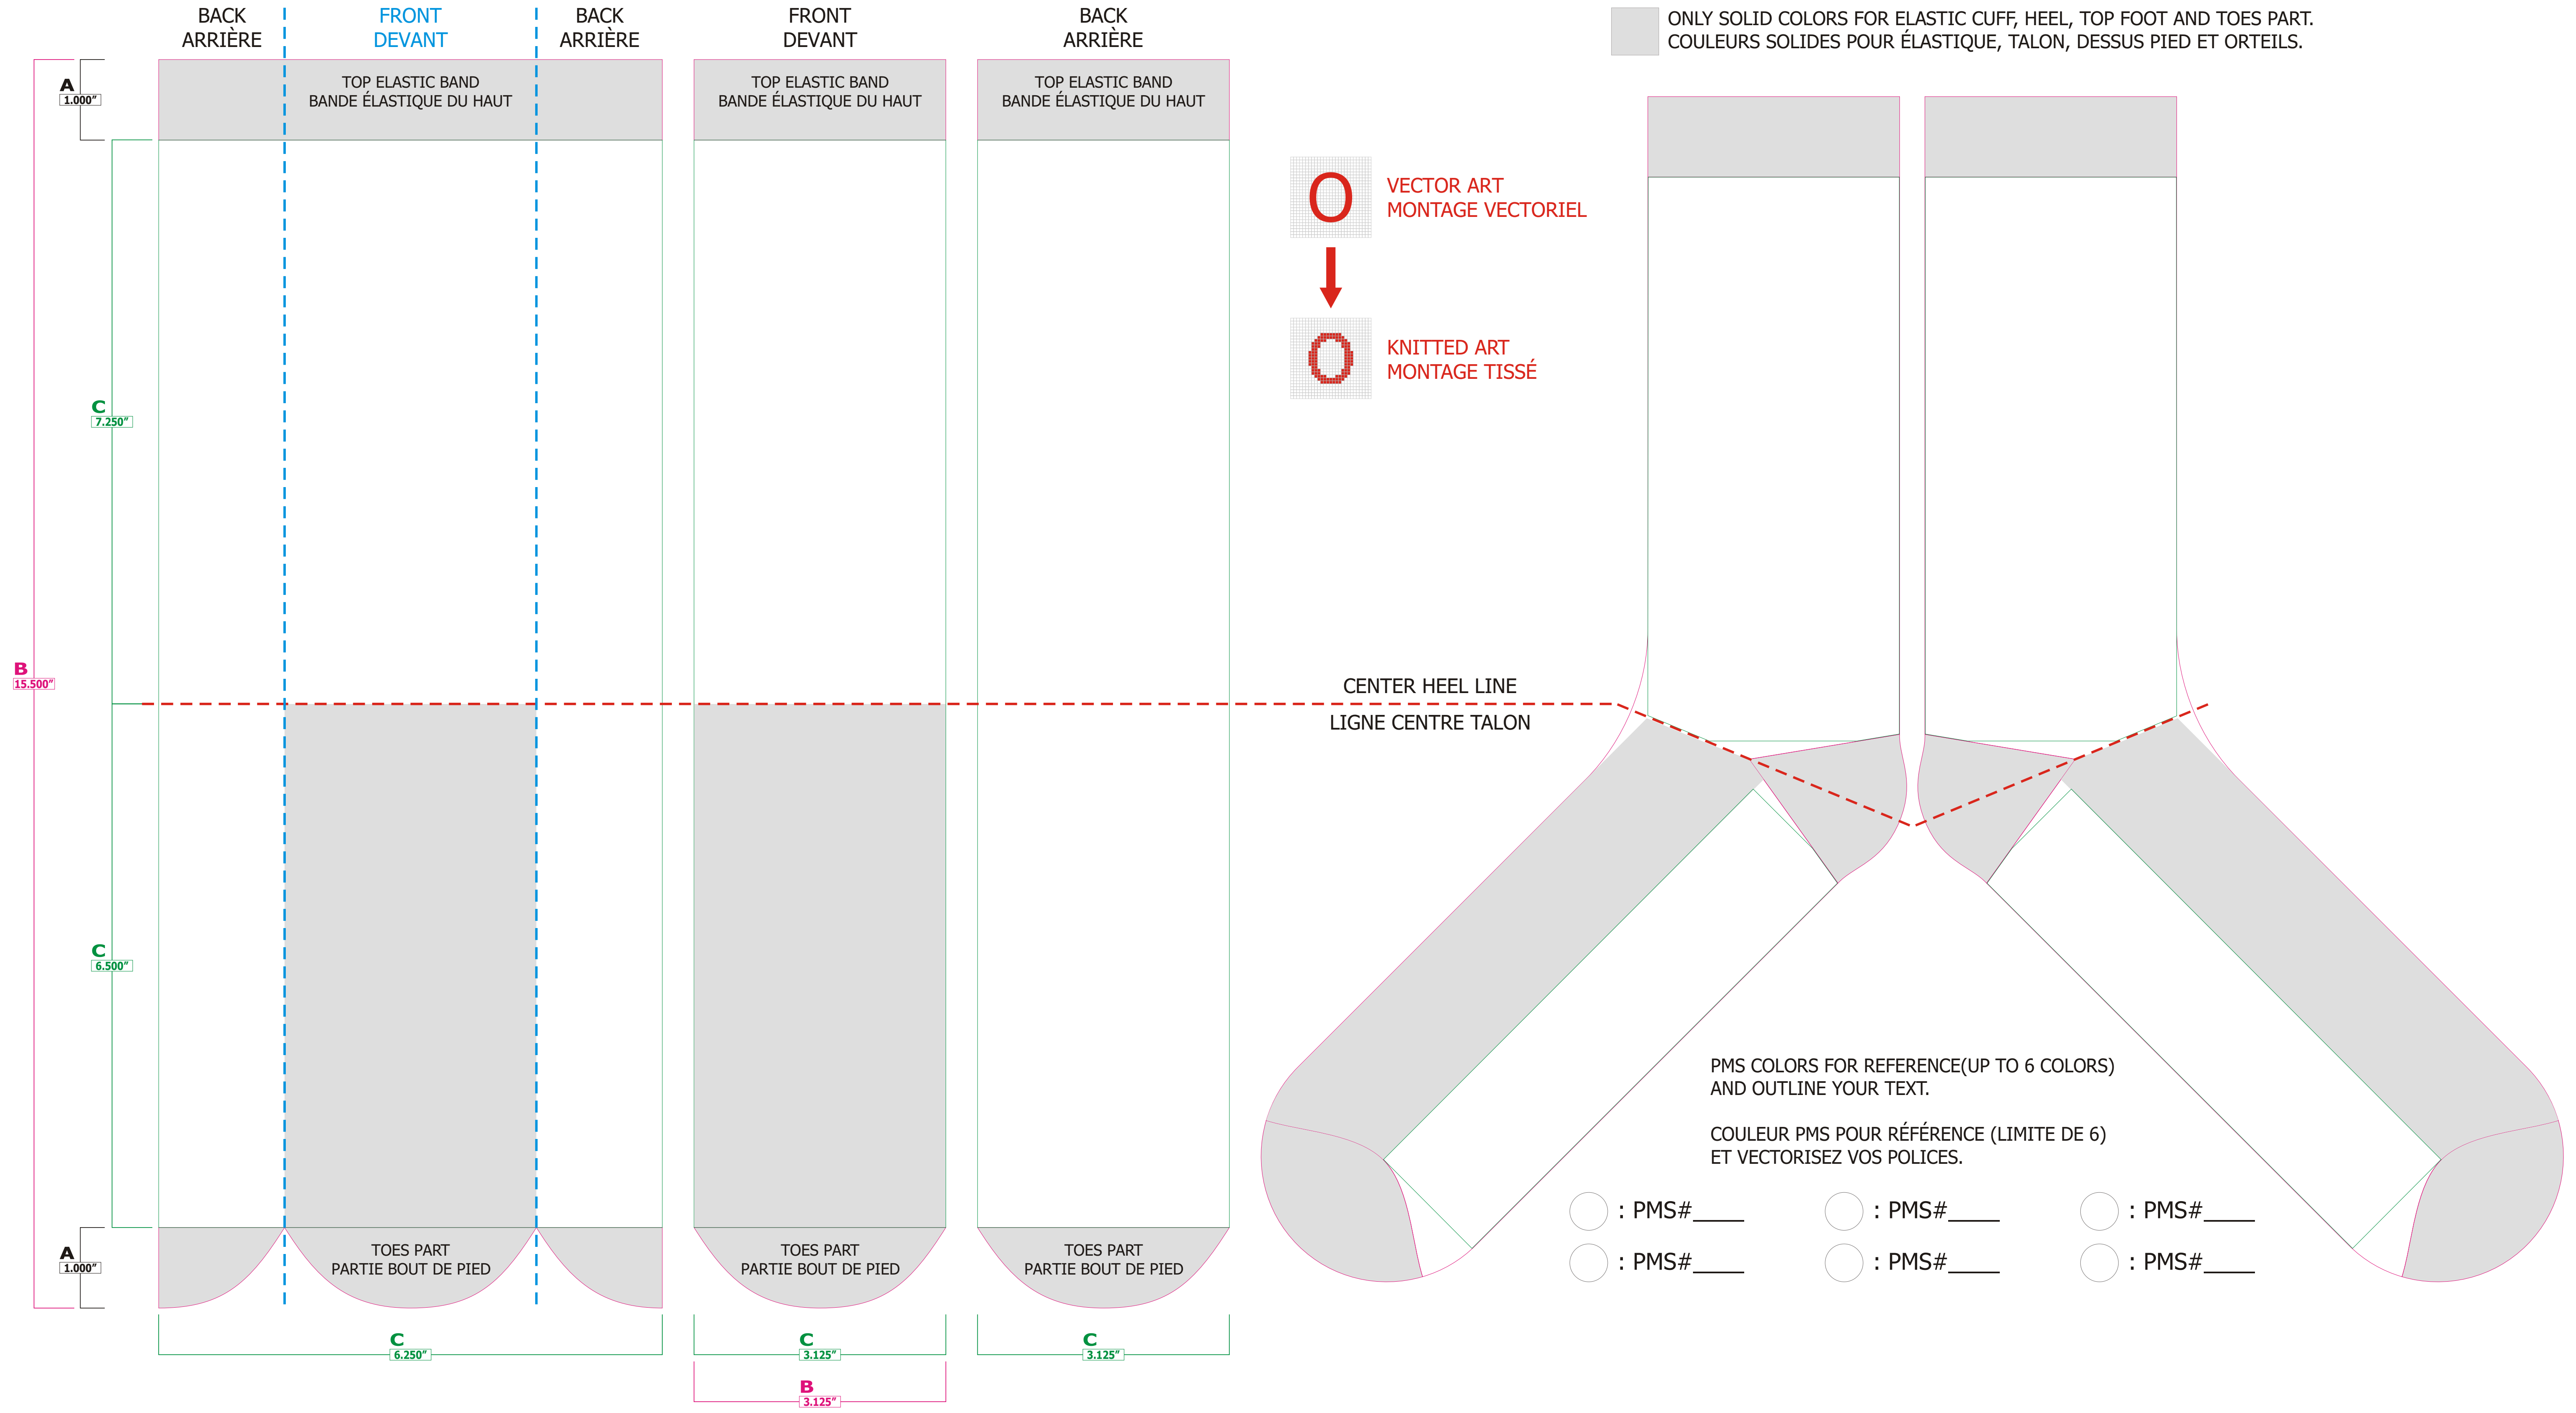 BACK
ARRIÈRE
FRONT
DEVANT
BACK
ARRIÈRE
FRONT
DEVANT
BACK
ARRIÈRE
ONLY SOLID COLORS FOR ELASTIC CUFF, HEEL, TOP FOOT AND TOES PART.
COULEURS SOLIDES POUR ÉLASTIQUE, TALON, DESSUS PIED ET ORTEILS.
A
1.000"
TOP ELASTIC BAND
BANDE ÉLASTIQUE DU HAUT
TOP ELASTIC BAND
BANDE ÉLASTIQUE DU HAUT
TOP ELASTIC BAND
BANDE ÉLASTIQUE DU HAUT
O
VECTOR ART
MONTAGE VECTORIEL
O
KNITTED ART
MONTAGE TISSÉ
C
7.250"
B
15.500"
CENTER HEEL LINE
LIGNE CENTRE TALON
C
6.500"
PMS COLORS FOR REFERENCE(UP TO 6 COLORS)
AND OUTLINE YOUR TEXT.
COULEUR PMS POUR RÉFÉRENCE (LIMITE DE 6)
ET VECTORISEZ VOS POLICES.
: PMS#____
: PMS#____
: PMS#____
: PMS#____
: PMS#____
: PMS#____
A
1.000"
TOES PART
PARTIE BOUT DE PIED
TOES PART
PARTIE BOUT DE PIED
TOES PART
PARTIE BOUT DE PIED
C
6.250"
C
3.125"
C
3.125"
B
3.125"